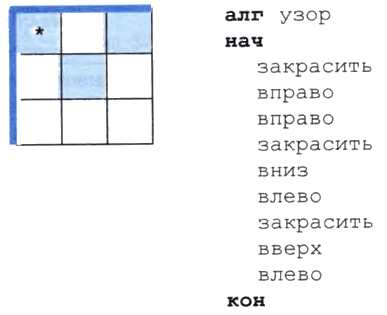 *
алг узор
нач
закрасить
вправо
вправо
закрасить
вниз
влево
закрасить
вверх
влево
кон